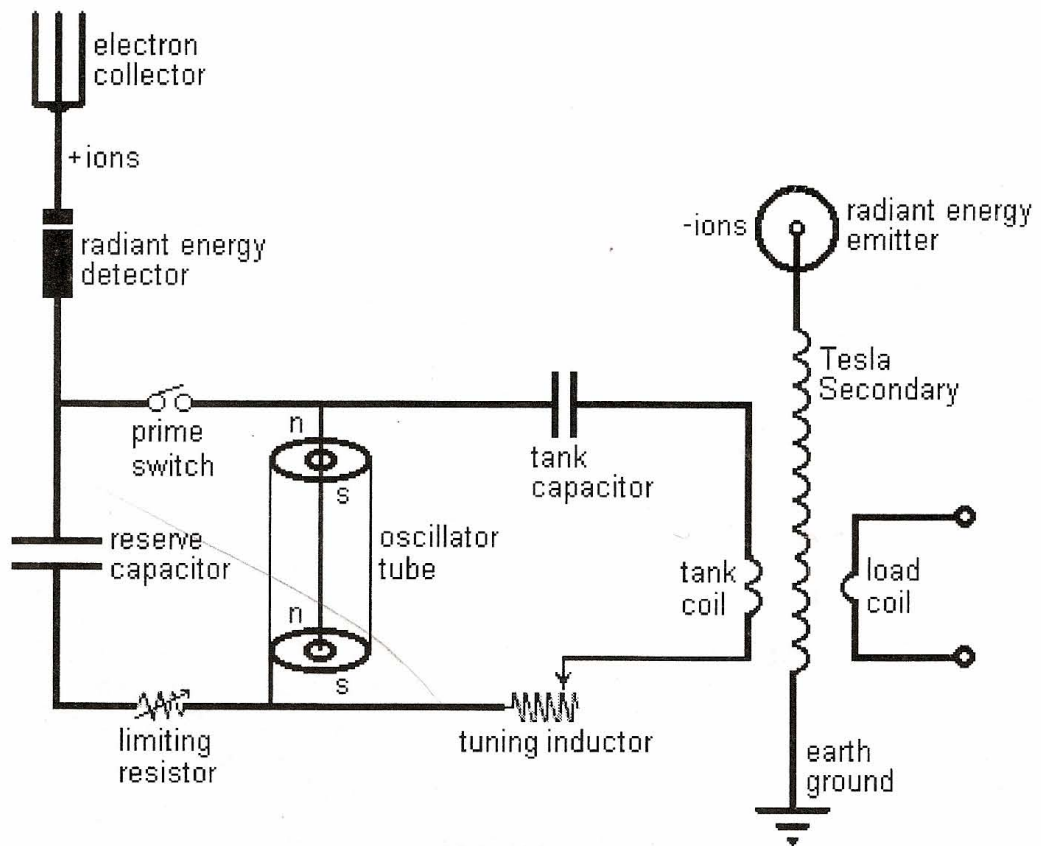 electron
collector
+ions
radiant energy
detector
-ions
radiant energy
emitter
Tesla
Secondary
prime
switch
n
s
tank
capacitor
reserve
capacitor
oscillator
tube
n
s
tank
coil
load
coil
limiting
resistor
tuning inductor
earth
ground